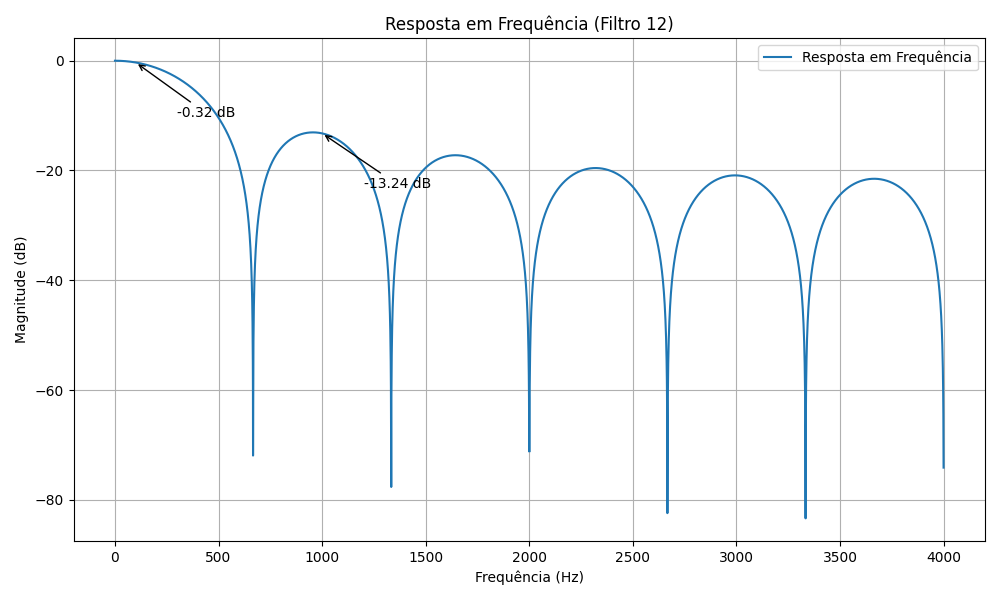 Resposta em Frequência (Filtro 12)
Resposta em Frequência
-0.32 dB
-13.24 dB
0
−20
−40
−60
−80
Magnitude (dB)
0 500 1000 1500 2000 2500 3000 3500 4000
Frequência (Hz)